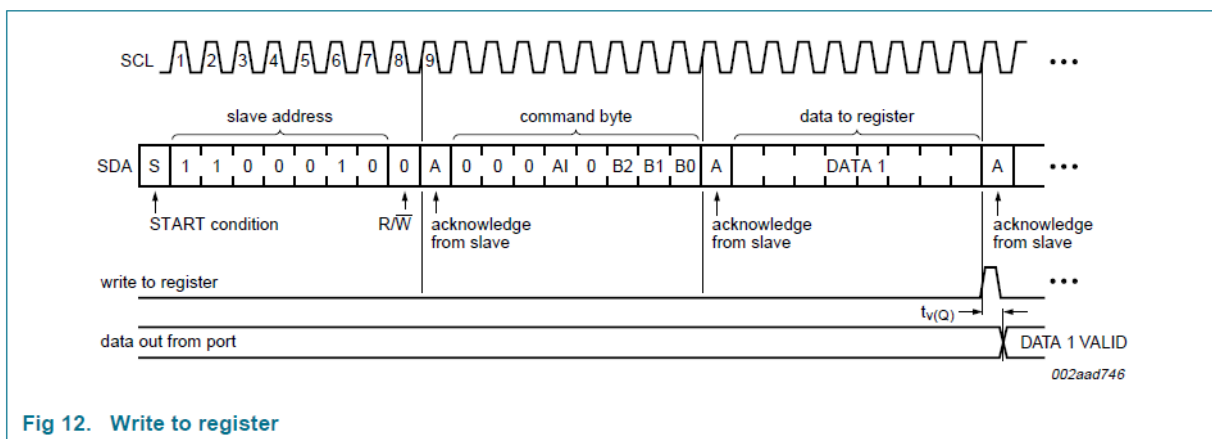 SCL 1 2 3 4 5 6 7 8 9 •••
slave address command byte data to register
SDA S 1 1 0 0 0 1 0 0 A 0 0 0 AI 0 B2 B1 B0 A DATA 1 A •••
START condition R/W̅ acknowledge from slave acknowledge from slave acknowledge from slave
write to register •••
tv(Q)
data out from port DATA 1 VALID
002aad746
Fig 12. Write to register